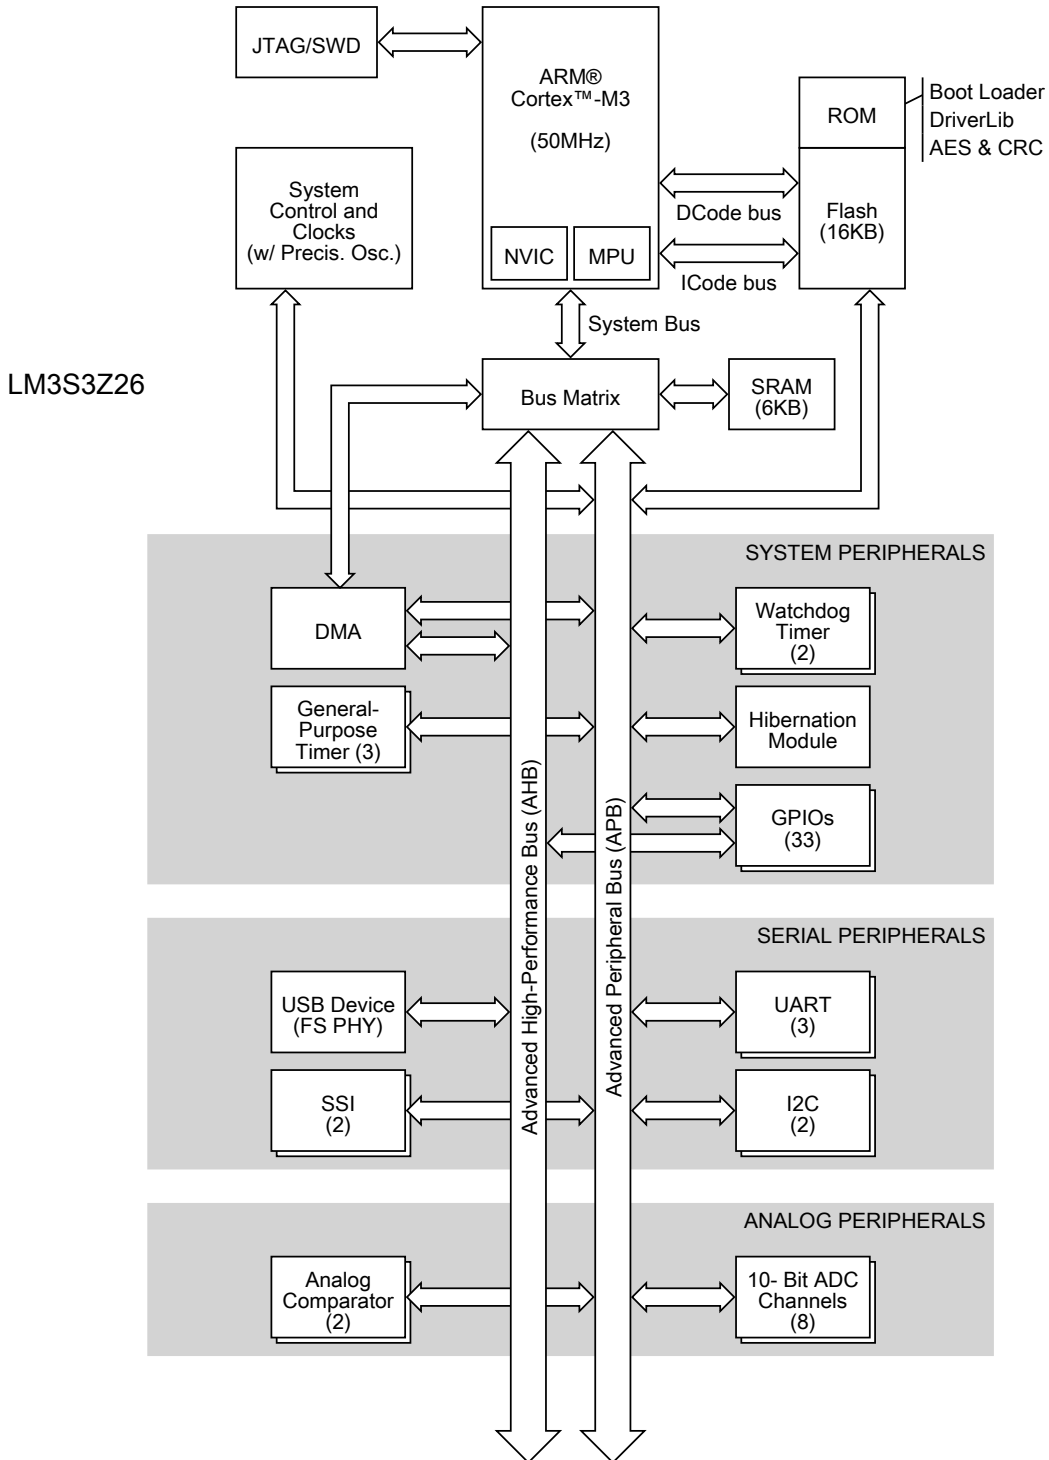 JTAG/SWD
ARM®
Cortex™-M3
(50MHz)
NVIC
MPU
ROM
Boot Loader
DriverLib
AES & CRC
System
Control and
Clocks
(w/ Precis. Osc.)
DCode bus
Flash
(16KB)
ICode bus
System Bus
LM3S3Z26
Bus Matrix
SRAM
(6KB)
SYSTEM PERIPHERALS
DMA
Watchdog
Timer
(2)
General-
Purpose
Timer (3)
Hibernation
Module
GPIOs
(33)
Advanced High-Performance Bus (AHB)
Advanced Peripheral Bus (APB)
SERIAL PERIPHERALS
USB Device
(FS PHY)
UART
(3)
SSI
(2)
I2C
(2)
ANALOG PERIPHERALS
Analog
Comparator
(2)
10- Bit ADC
Channels
(8)